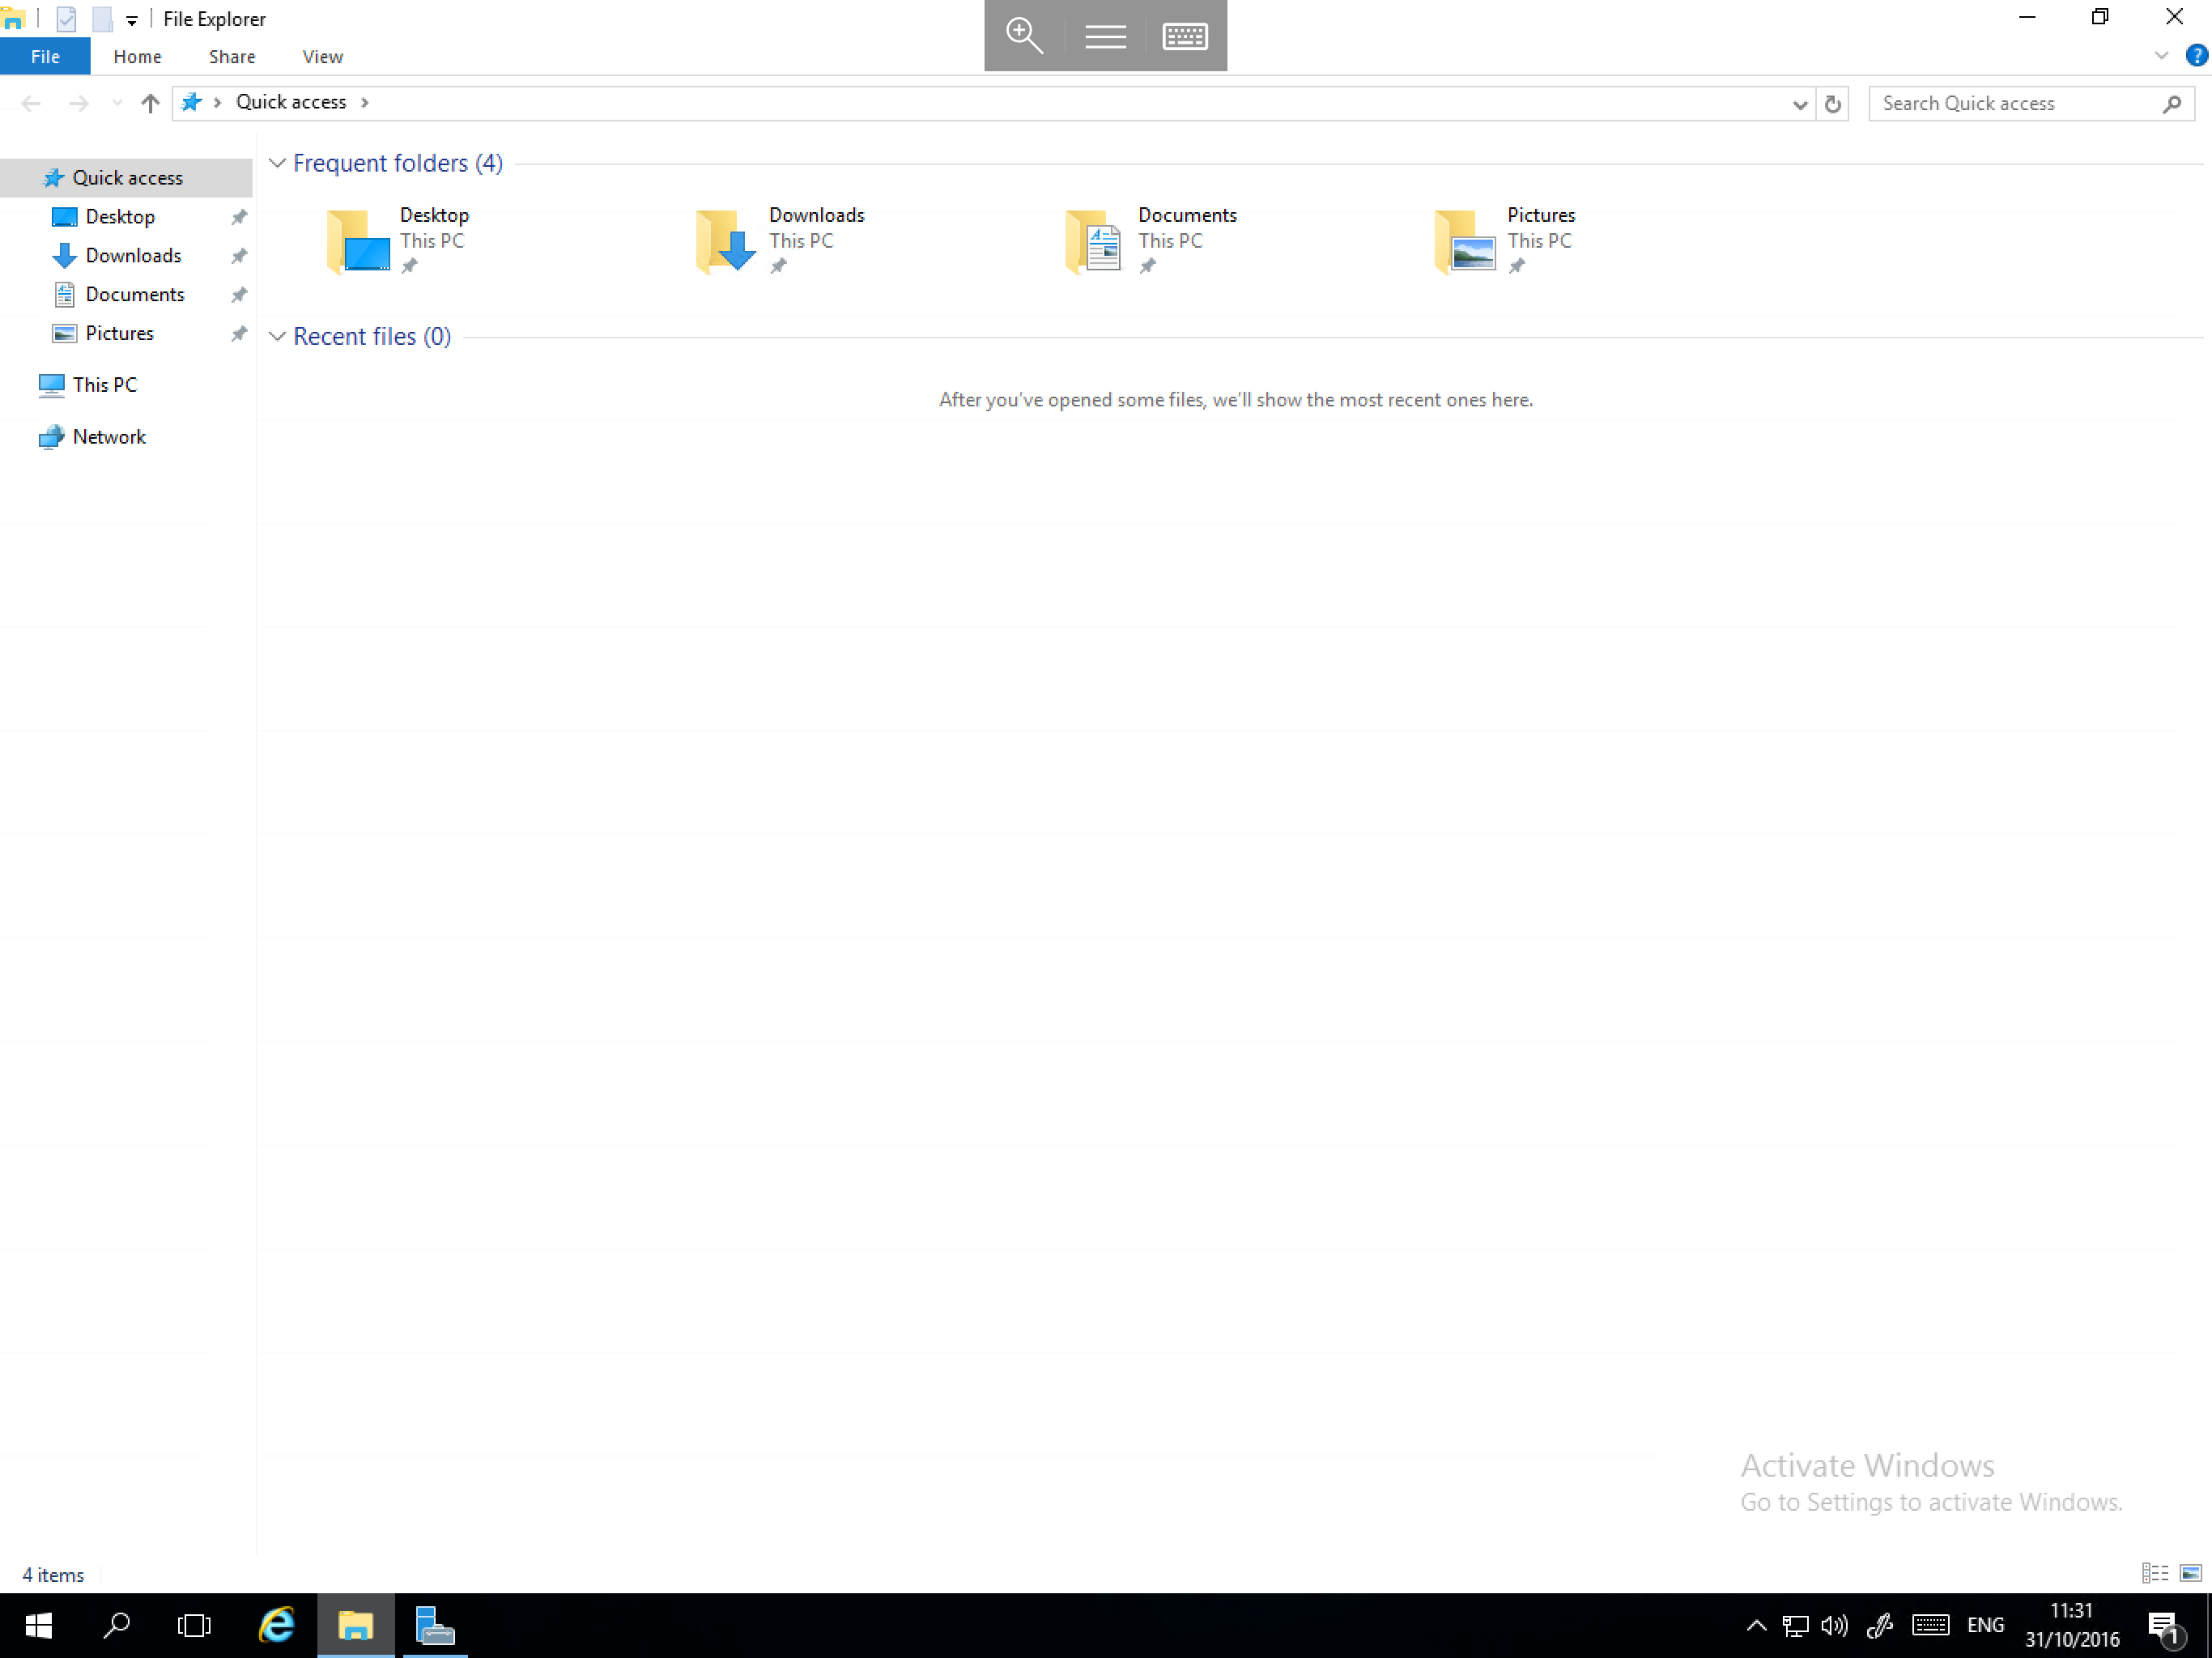 File Explorer
File Home Share View
Quick access
Search Quick access
Quick access
Desktop
Downloads
Documents
Pictures
This PC
Network
Frequent folders (4)
Desktop
This PC
Downloads
This PC
Documents
This PC
Pictures
This PC
Recent files (0)
After you've opened some files, we'll show the most recent ones here.
Activate Windows
Go to Settings to activate Windows.
4 items
ENG
11:31
31/10/2016
1